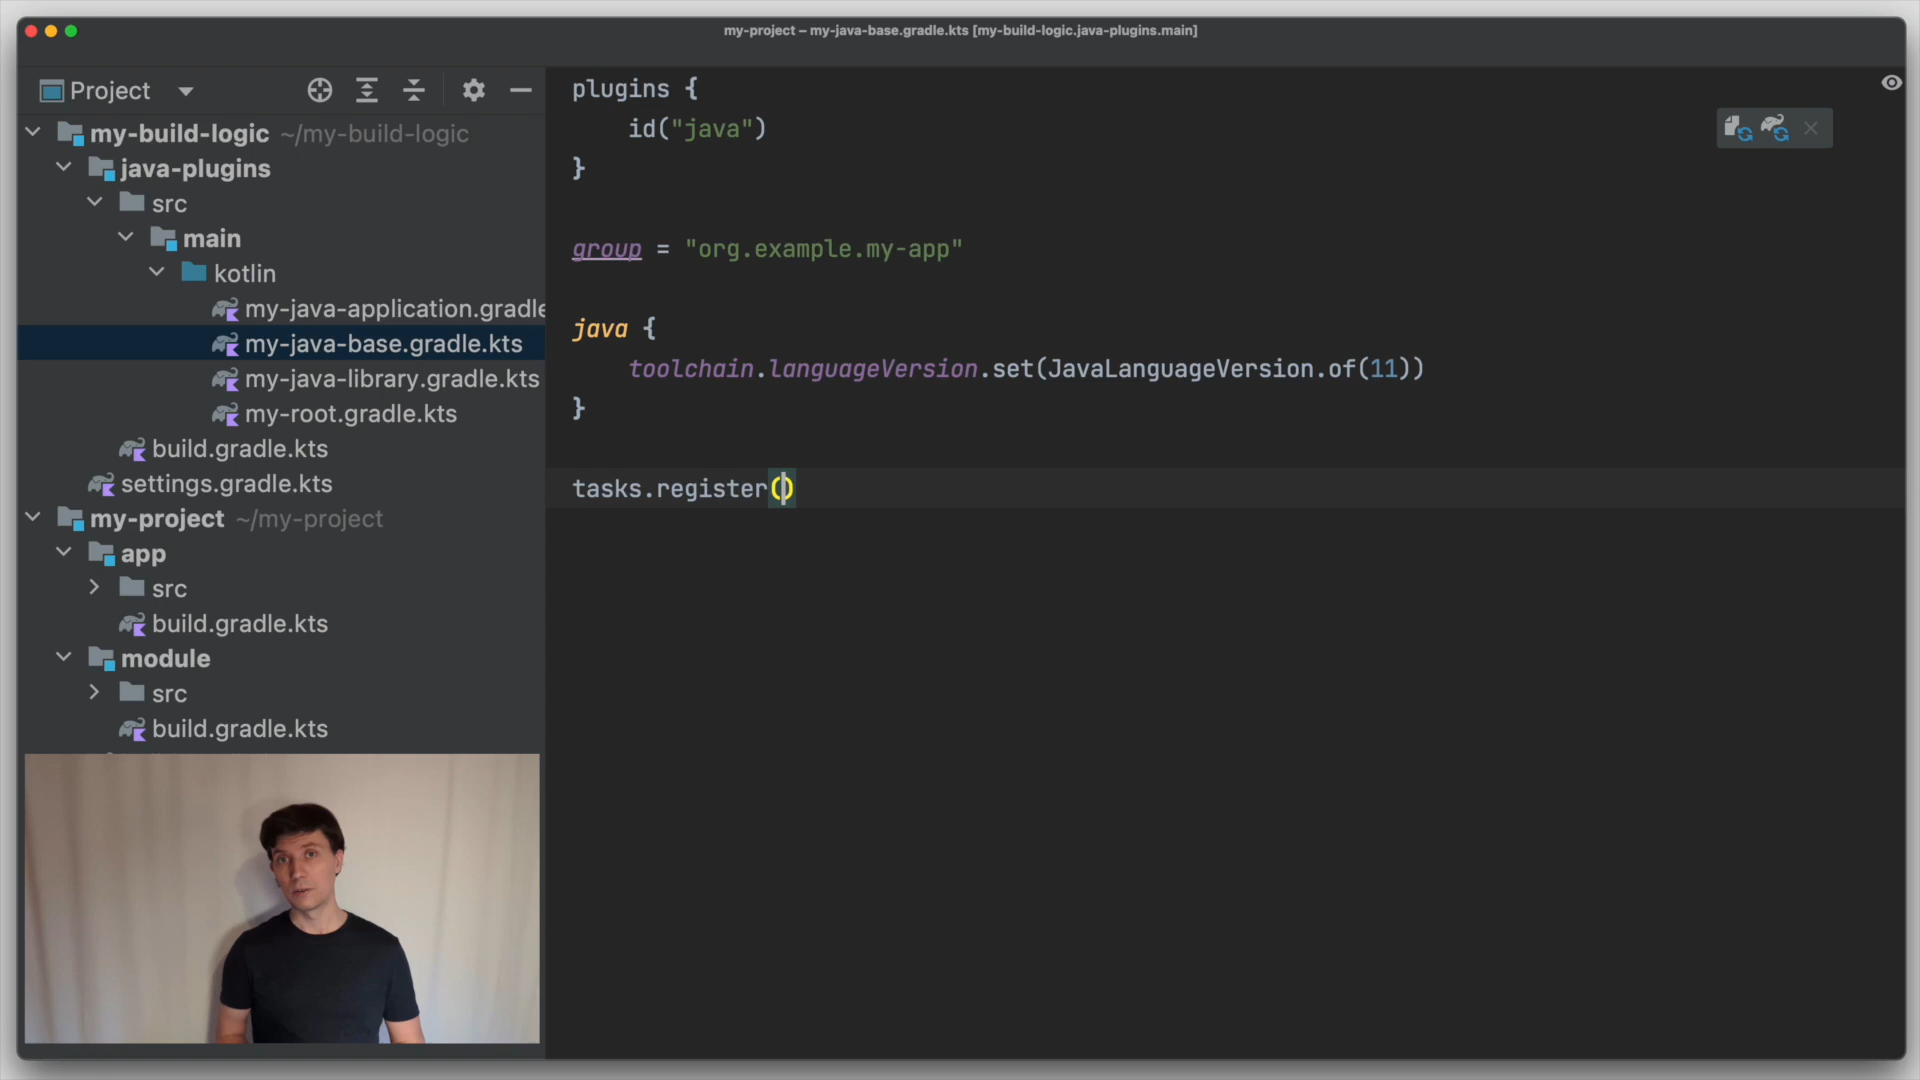 my-project – my-java-base.gradle.kts [my-build-logic.java-plugins.main]
Project
my-build-logic ~/my-build-logic
java-plugins
src
main
kotlin
my-java-application.gradle
my-java-base.gradle.kts
my-java-library.gradle.kts
my-root.gradle.kts
build.gradle.kts
settings.gradle.kts
my-project ~/my-project
app
src
build.gradle.kts
module
src
build.gradle.kts
plugins {
    id("java")
}
group = "org.example.my-app"
java {
    toolchain.languageVersion.set(JavaLanguageVersion.of(11))
}
tasks.register()